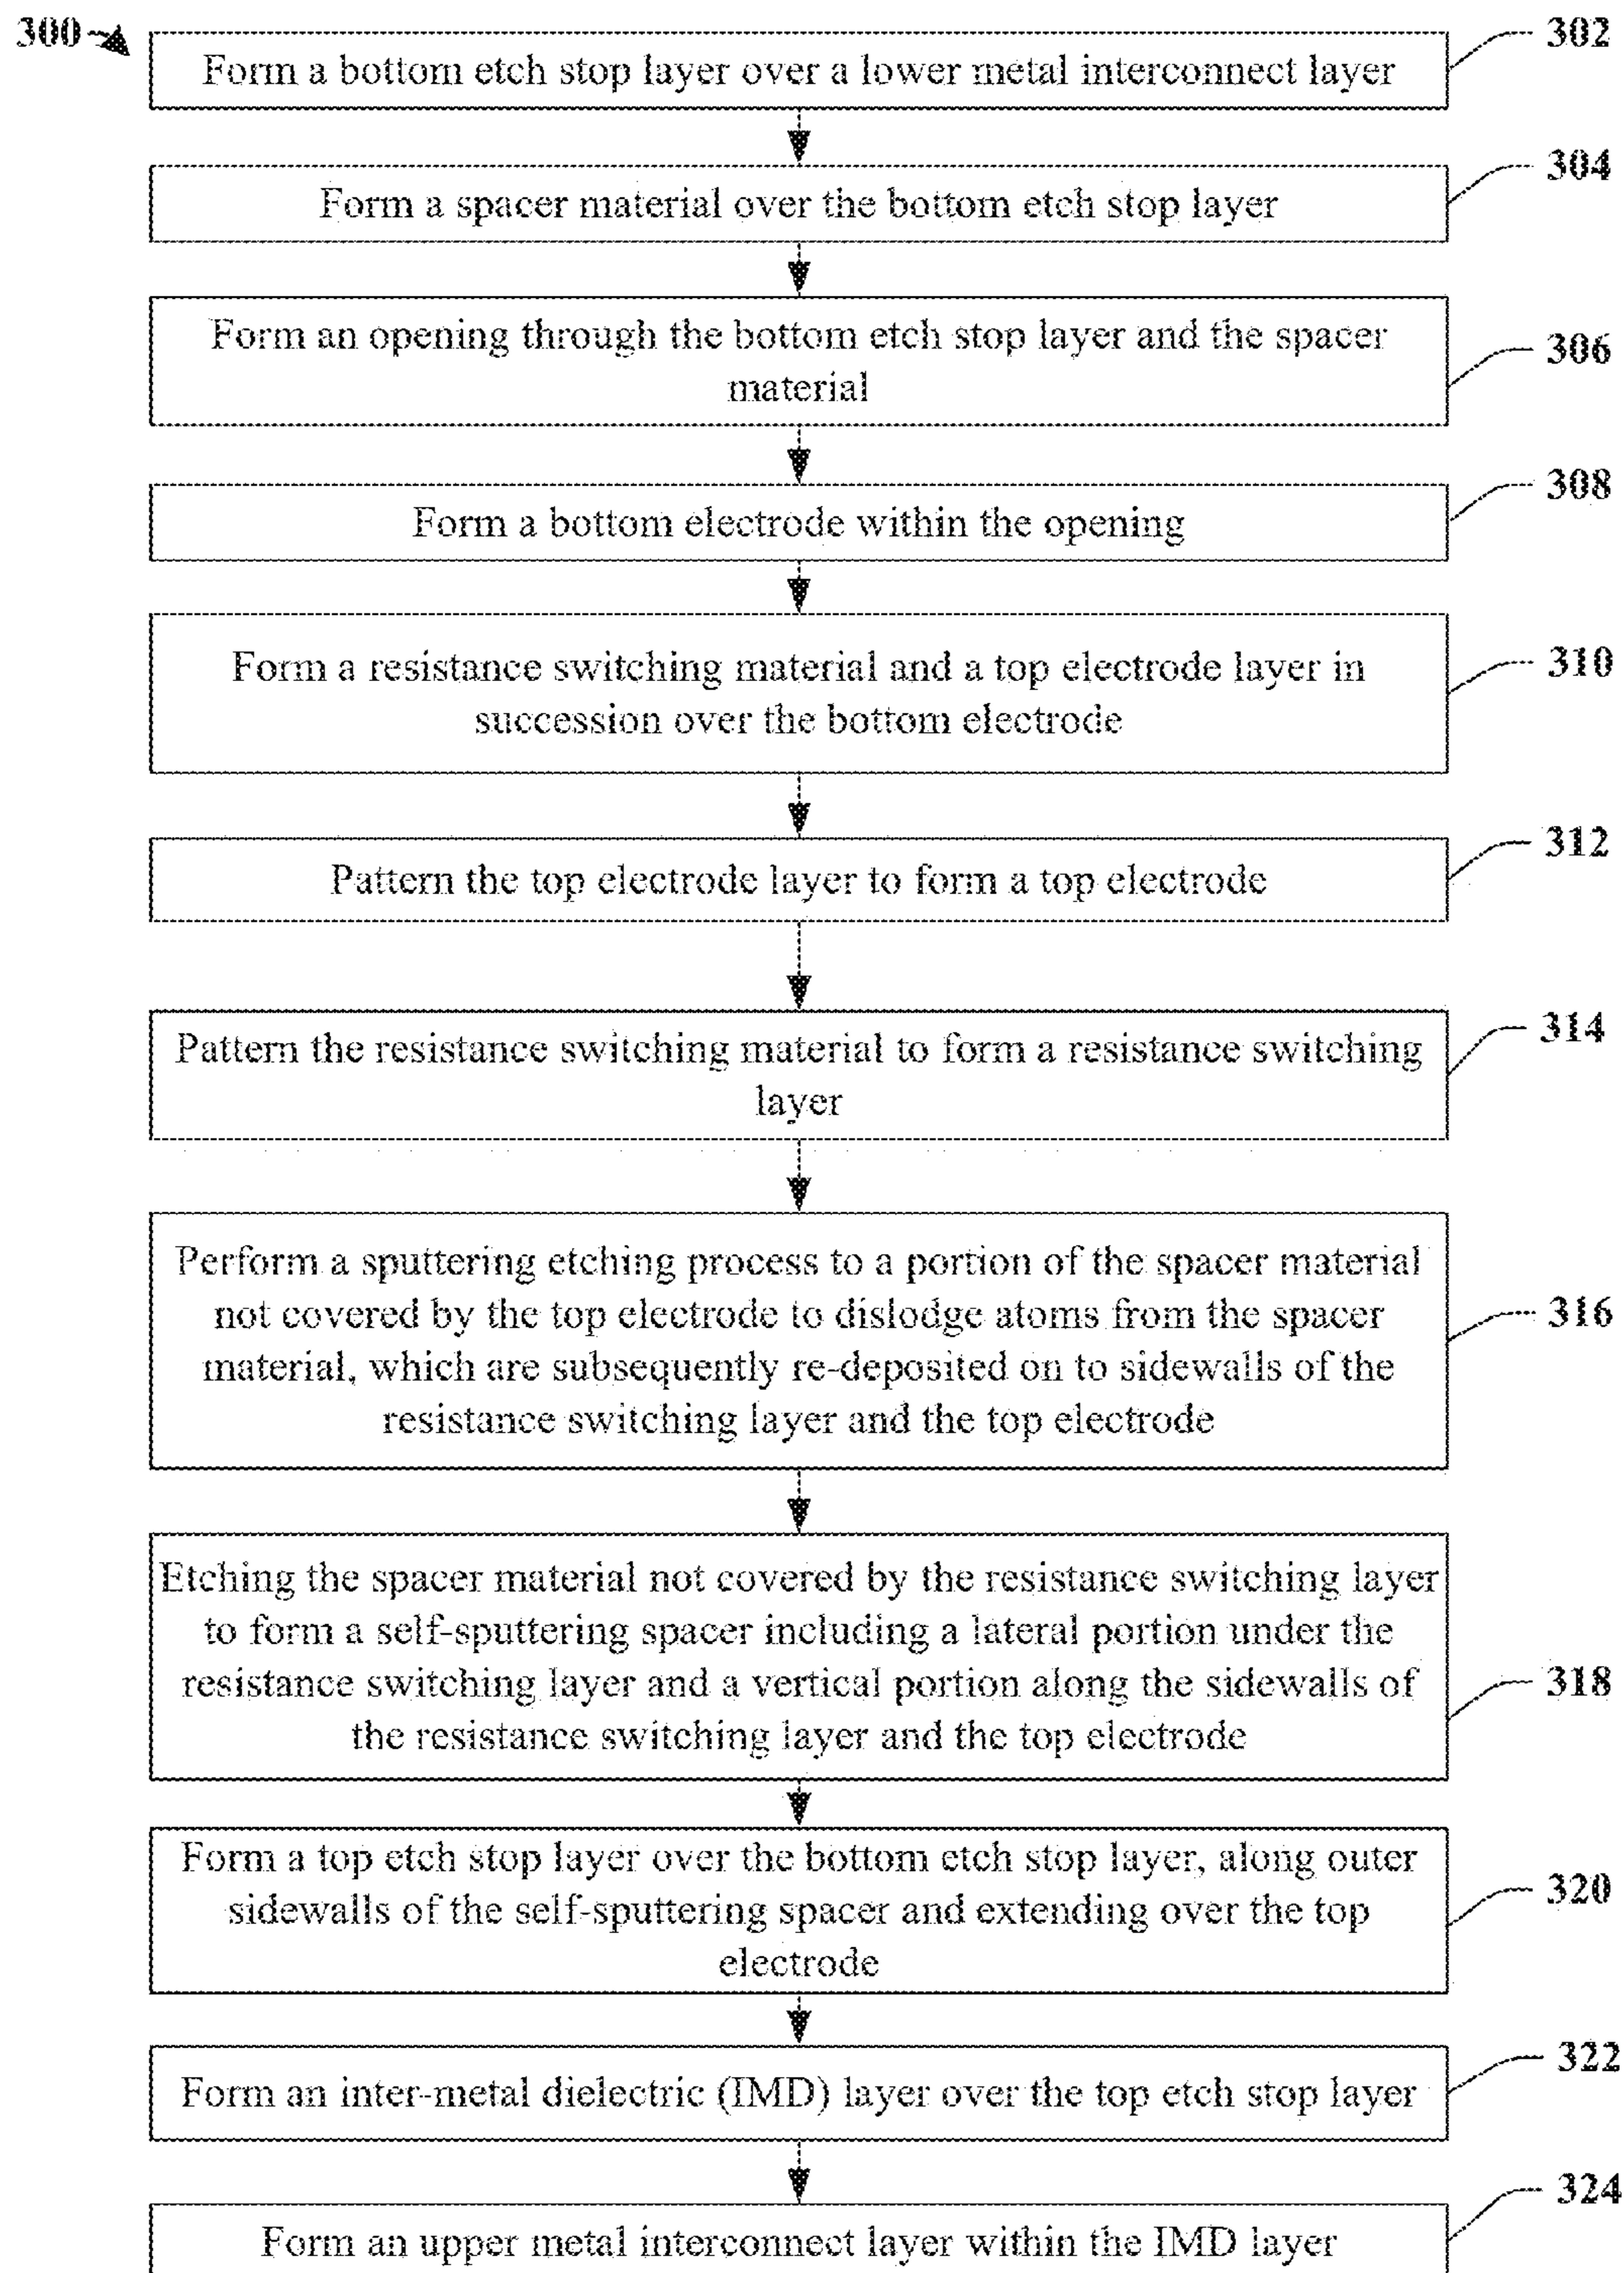 300
302
Form a bottom etch stop layer over a lower metal interconnect layer
304
Form a spacer material over the bottom etch stop layer
Form an opening through the bottom etch stop layer and the spacer
306
material
308
Form a bottom electrode within the opening
Form a resistance switching material and a top electrode layer in
310
succession over the bottom electrode
312
Pattern the top electrode layer to form a top electrode
314
Pattern the resistance switching material to form a resistance switching
layer
Perform a sputtering etching process to a portion of the spacer material
not covered by the top electrode to dislodge atoms from the spacer
316
material, which are subsequently re-deposited on to sidewalls of the
resistance switching layer and the top electrode
Etching the spacer material not covered by the resistance switching layer
to form a self-sputtering spacer including a lateral portion under the
resistance switching layer and a vertical portion along the sidewalls of
318
the resistance switching layer and the top electrode
Form a top etch stop layer over the bottom etch stop layer, along outer
320
sidewalls of the self-sputtering spacer and extending over the top
electrode
322
Form an inter-metal dielectric (IMD) layer over the top etch stop layer
324
Form an upper metal interconnect layer within the IMD layer